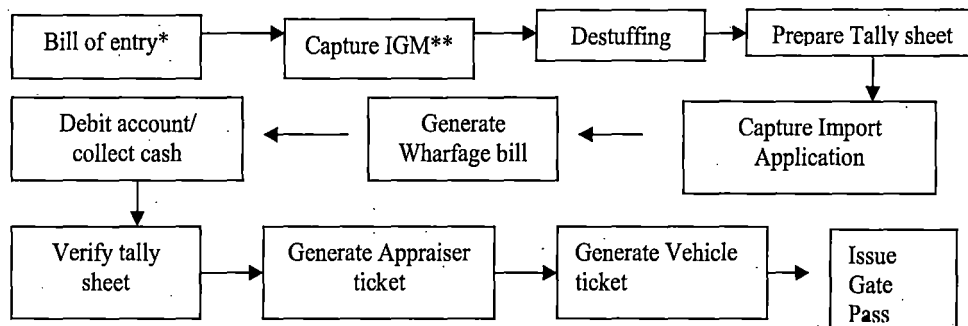 Bill of entry*
Capture IGM**
Destuffing
Prepare Tally sheet
Capture Import
Application
Generate
Wharfage bill
Debit account/
collect cash
Verify tally
sheet
Generate Appraiser
ticket
Generate Vehicle
ticket
Issue
Gate
Pass